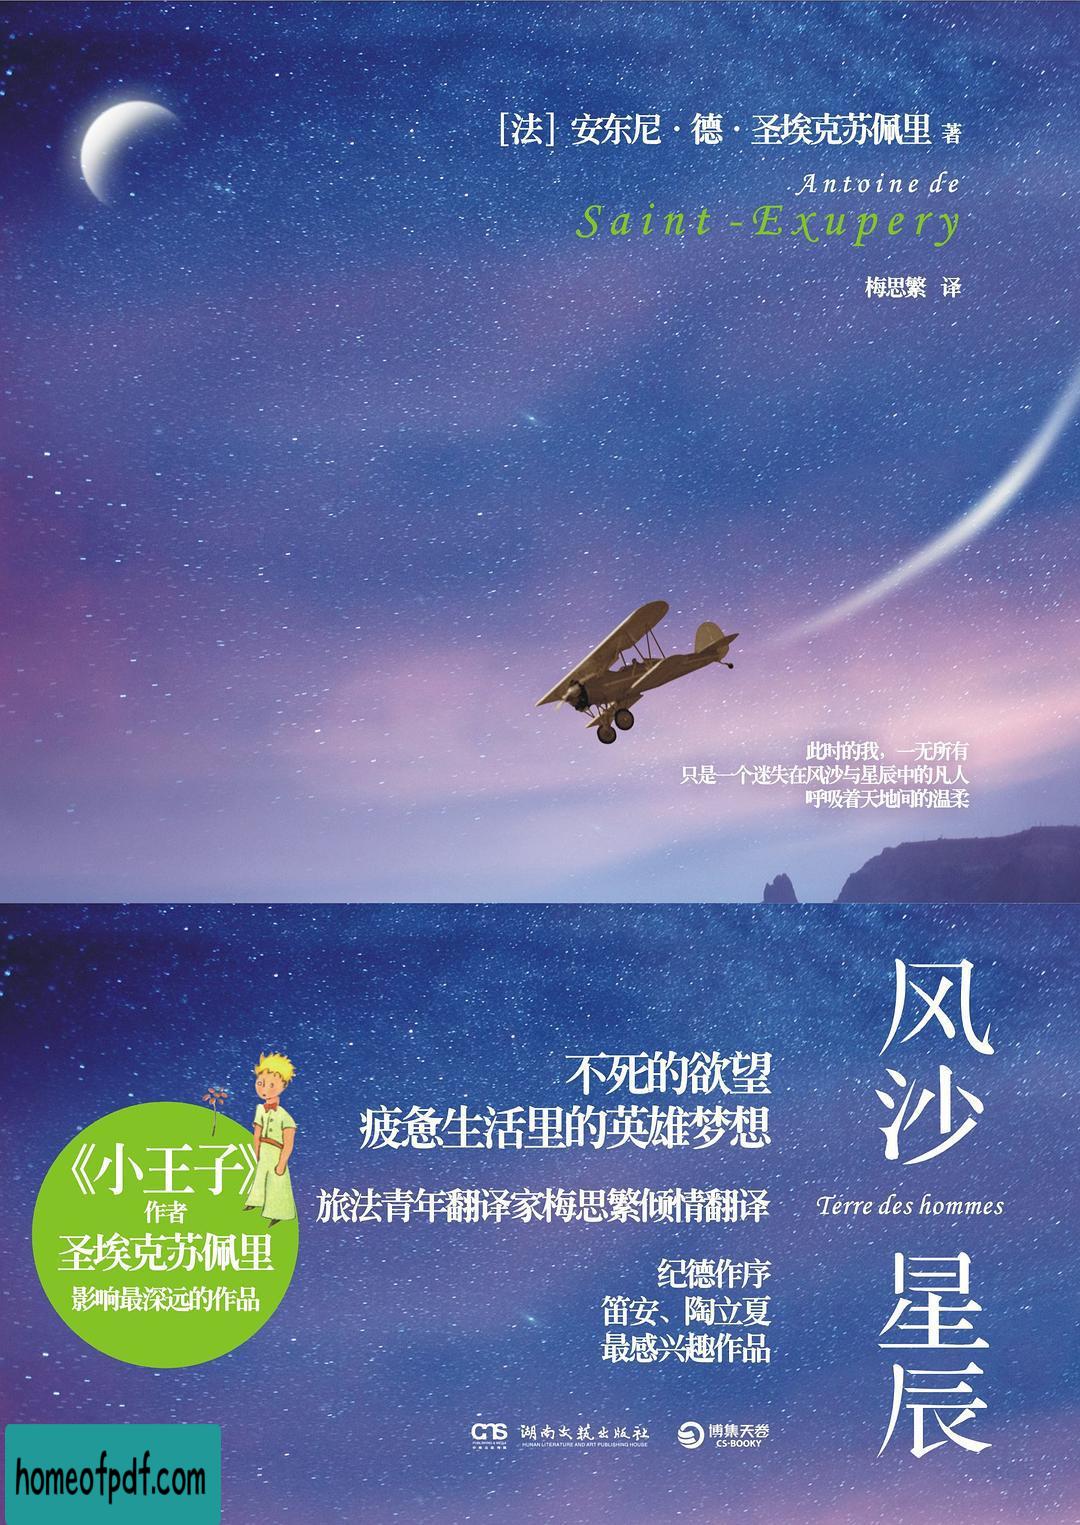 ［法］安东尼·德·圣埃克苏佩里 著
Antoine de
Saint-Exupery
梅思繁 译
此时的我，一无所有
只是一个迷失在风沙与星辰中的凡人
呼吸着天地间的温柔
风沙
Terre des hommes
星辰
不死的欲望
疲惫生活里的英雄梦想
旅法青年翻译家梅思繁倾情翻译
纪德作序
笛安、陶立夏
最感兴趣作品
《小王子》
作者
圣埃克苏佩里
影响最深远的作品
CNS
湖南文艺出版社
HUNAN LITERATURE AND ART PUBLISHING HOUSE
博集天卷
CS-BOOKY
homeofpdf.com